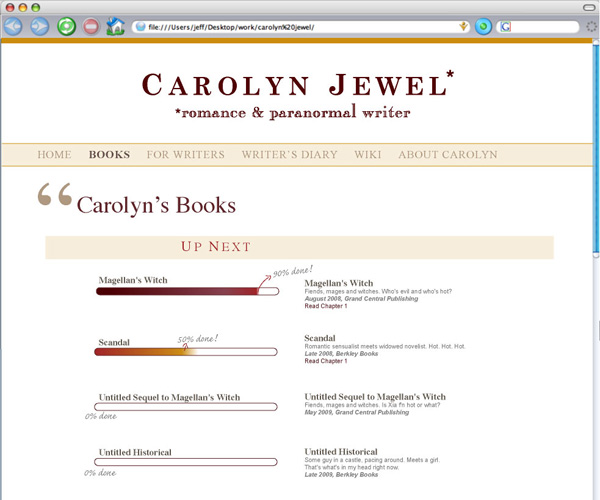 file:///Users/jeff/Desktop/work/carolyn%20jewel/
CAROLYN JEWEL*
*romance & paranormal writer
HOME BOOKS FOR WRITERS WRITER'S DIARY WIKI ABOUT CAROLYN
“ Carolyn's Books
UP NEXT
Magellan's Witch
90% done!
Magellan's Witch
Fiends, mages and witches. Who's evil and who's hot?
August 2008, Grand Central Publishing
Read Chapter 1
Scandal
50% done!
Scandal
Romantic sensualist meets widowed novelist. Hot. Hot. Hot.
Late 2008, Berkley Books
Read Chapter 1
Untitled Sequel to Magellan's Witch
0% done
Untitled Sequel to Magellan's Witch
Fiends, mages and witches. Is Xia f'n hot or what?
May 2009, Grand Central Publishing
Untitled Historical
0% done
Untitled Historical
Some guy in a castle, pacing around. Meets a girl.
That's what's in my head right now.
Late 2009, Berkley Books